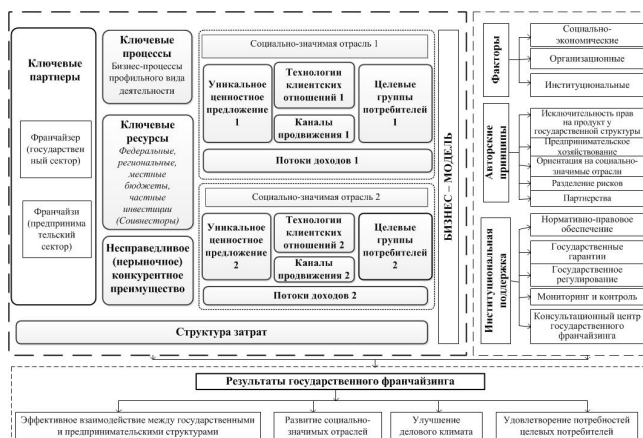 Ключевые
партнеры
Франчайзер
(государствен
ный сектор)
Франчайзи
(предпринима
тельский
сектор)
Ключевые
процессы
Бизнес-процессы
профильного вида
деятельности
Ключевые
ресурсы
Федеральные,
региональные,
местные
бюджеты,
частные
инвестиции
(Соинвесторы)
Несправедливое
(нерыночное)
конкурентное
преимущество
Социально-значимая отрасль 1
Уникальное
ценностное
предложение
1
Технологии
клиентских
отношений 1
Каналы
продвижения 1
Целевые
группы
потребителей
1
Потоки доходов 1
Социально-значимая отрасль 2
Уникальное
ценностное
предложение
2
Технологии
клиентских
отношений 2
Каналы
продвижения 2
Целевые
группы
потребителей
2
Потоки доходов 2
Структура затрат
БИЗНЕС – МОДЕЛЬ
Факторы
Социально-
экономические
Организационные
Институциональные
Авторские
принципы
Исключительность прав
на продукт у
государственной структуры
Предпринимательское
хозяйствование
Ориентация на социально-
значимые отрасли
Разделение рисков
Партнерства
Институциональная
поддержка
Нормативно-правовое
обеспечение
Государственные
гарантии
Государственное
регулирование
Мониторинг и контроль
Консультационный центр
государственного
франчайзинга
Результаты государственного франчайзинга
Эффективное взаимодействие между государственными
и предпринимательскими структурами
Развитие социально-
значимых отраслей
Улучшение
делового климата
Удовлетворение потребностей
целевых потребителей